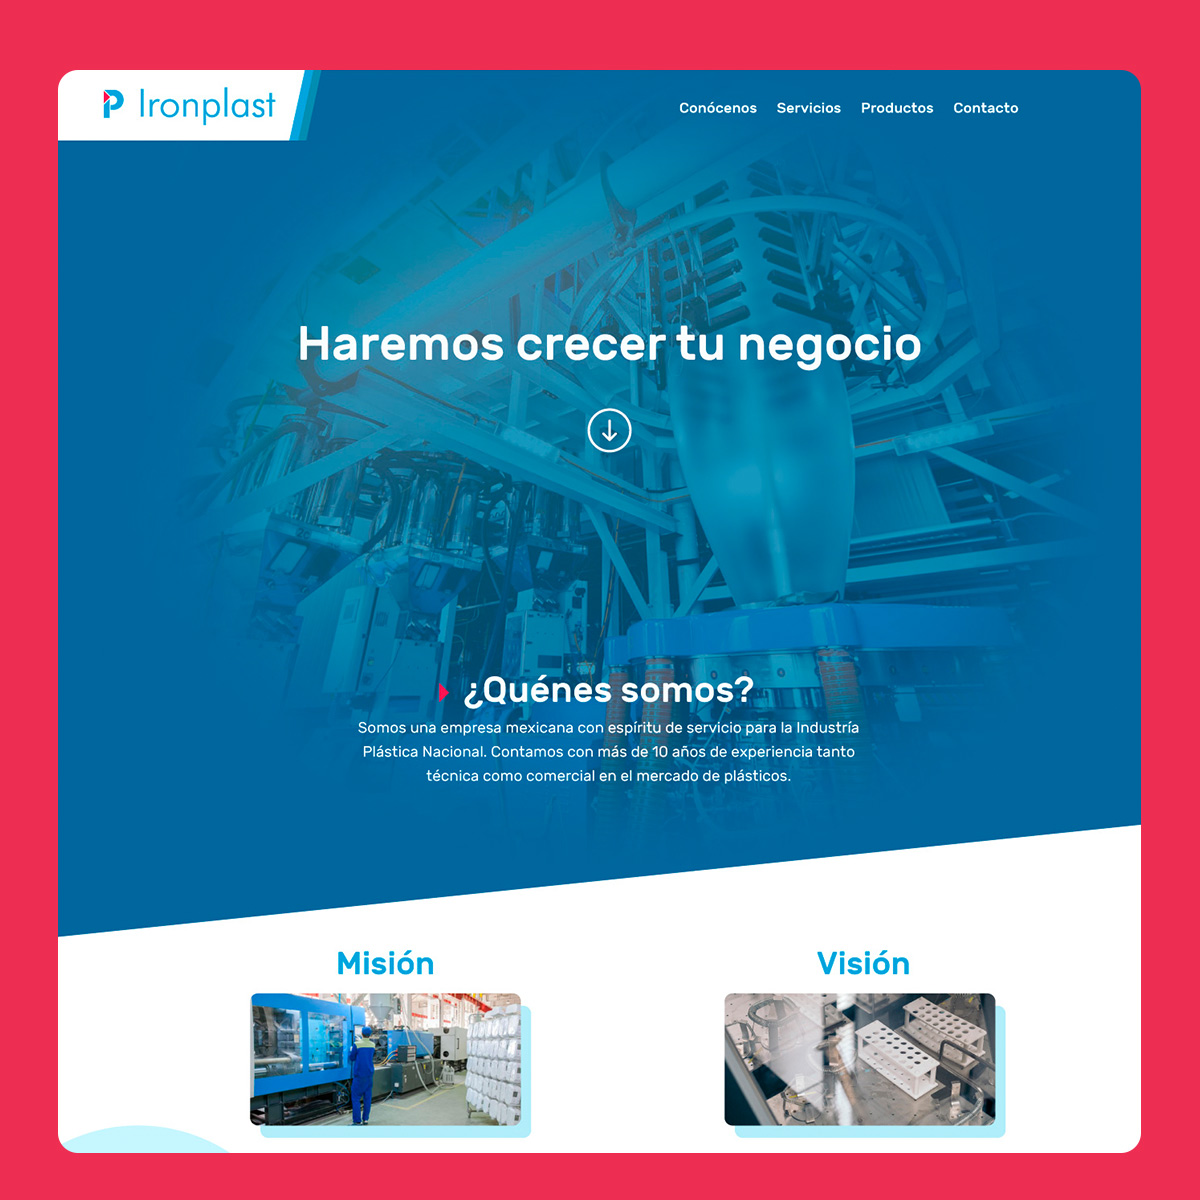 Ironplast
Conócenos Servicios Productos Contacto
Haremos crecer tu negocio
¿Quénes somos?
Somos una empresa mexicana con espíritu de servicio para la Industría
Plástica Nacional. Contamos con más de 10 años de experiencia tanto
técnica como comercial en el mercado de plásticos.
Misión
Visión